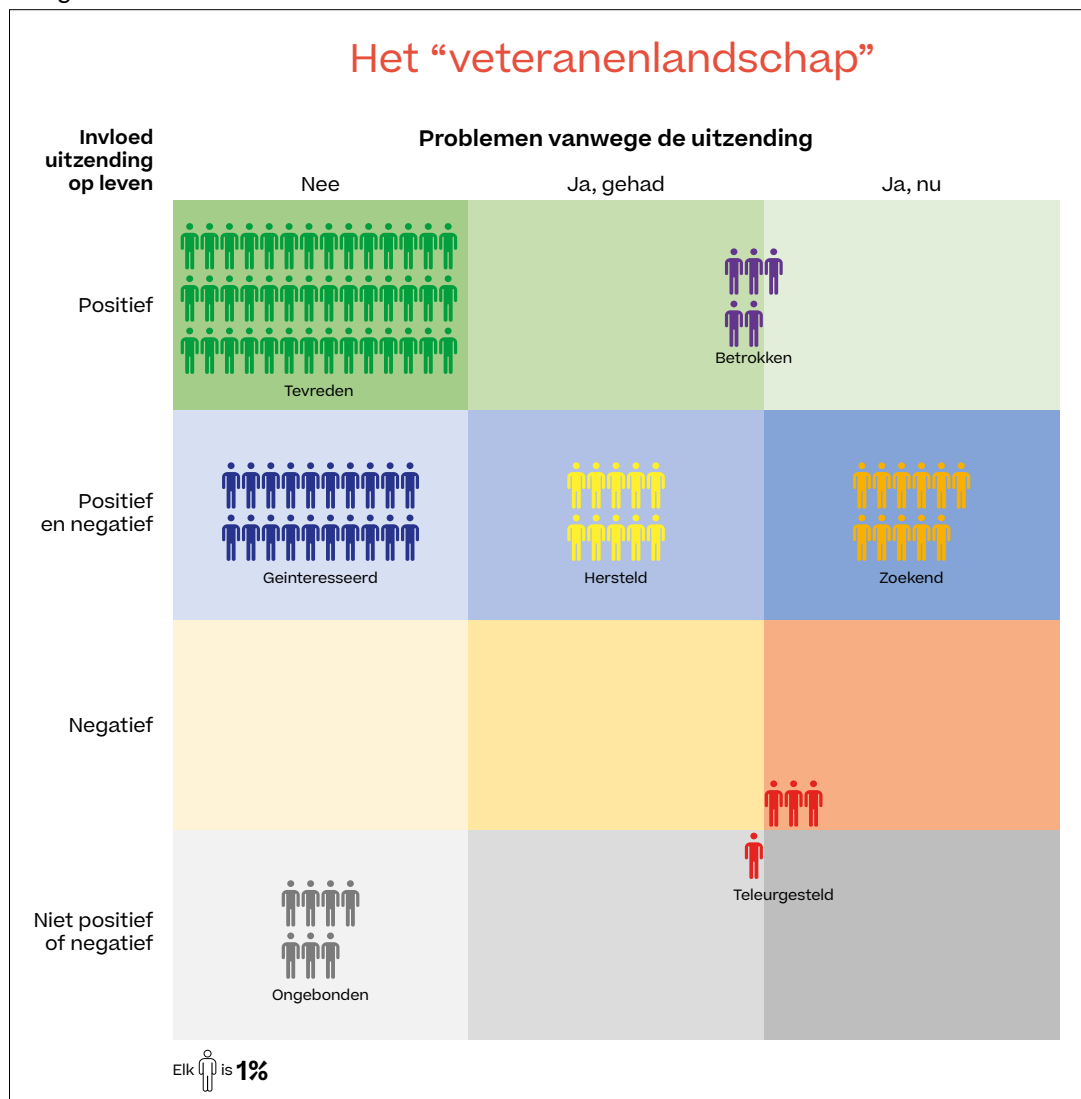 Het “veteranenlandschap”
Invloed
uitzending
op leven
Problemen vanwege de uitzending
Nee
Ja, gehad
Ja, nu
Positief
Betrokken
Tevreden
Positief
en negatief
Geinteresseerd
Hersteld
Zoekend
Negatief
Teleurgesteld
Niet positief
of negatief
Ongebonden
Elk is 1%